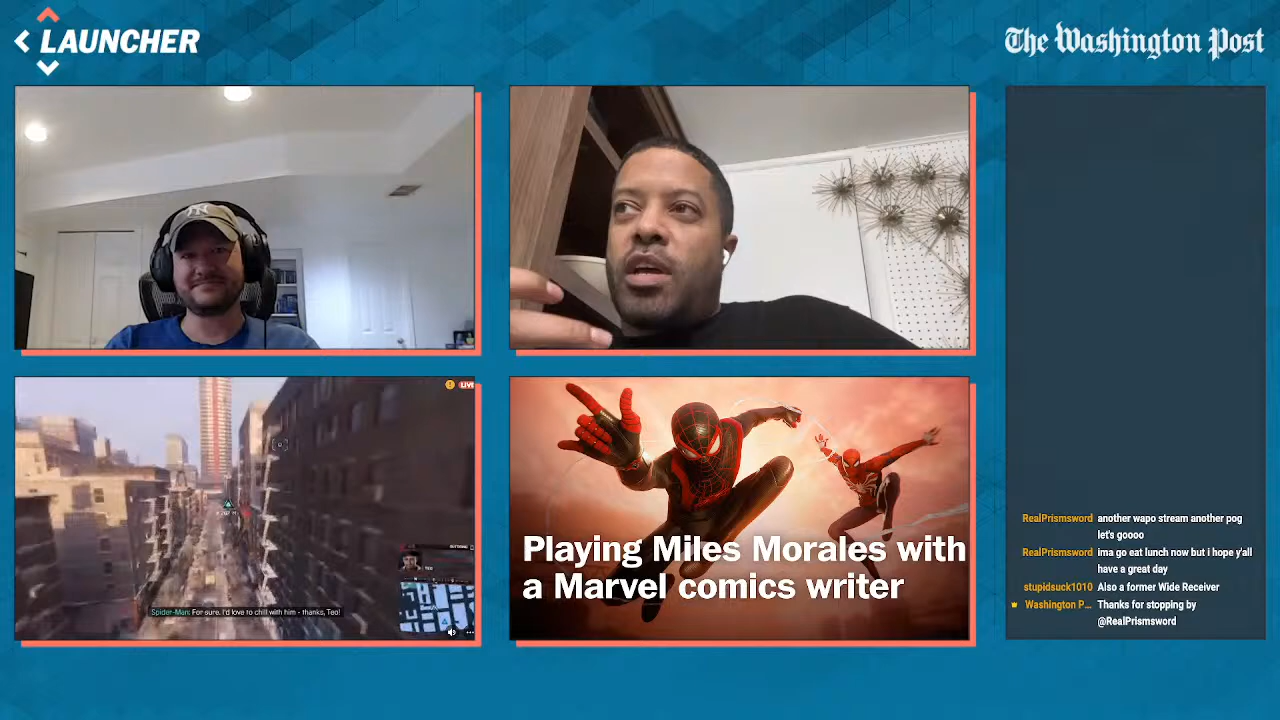 LAUNCHER
The Washington Post
NY
LIVE
Spider-Man: For sure. I'd love to chill with him - thanks, Teo!
Playing Miles Morales with
a Marvel comics writer
RealPrismsword another wapo stream another pog
let's goooo
RealPrismsword ima go eat lunch now but i hope y'all
have a great day
stupidsuck1010 Also a former Wide Receiver
Washington P... Thanks for stopping by
@RealPrismsword